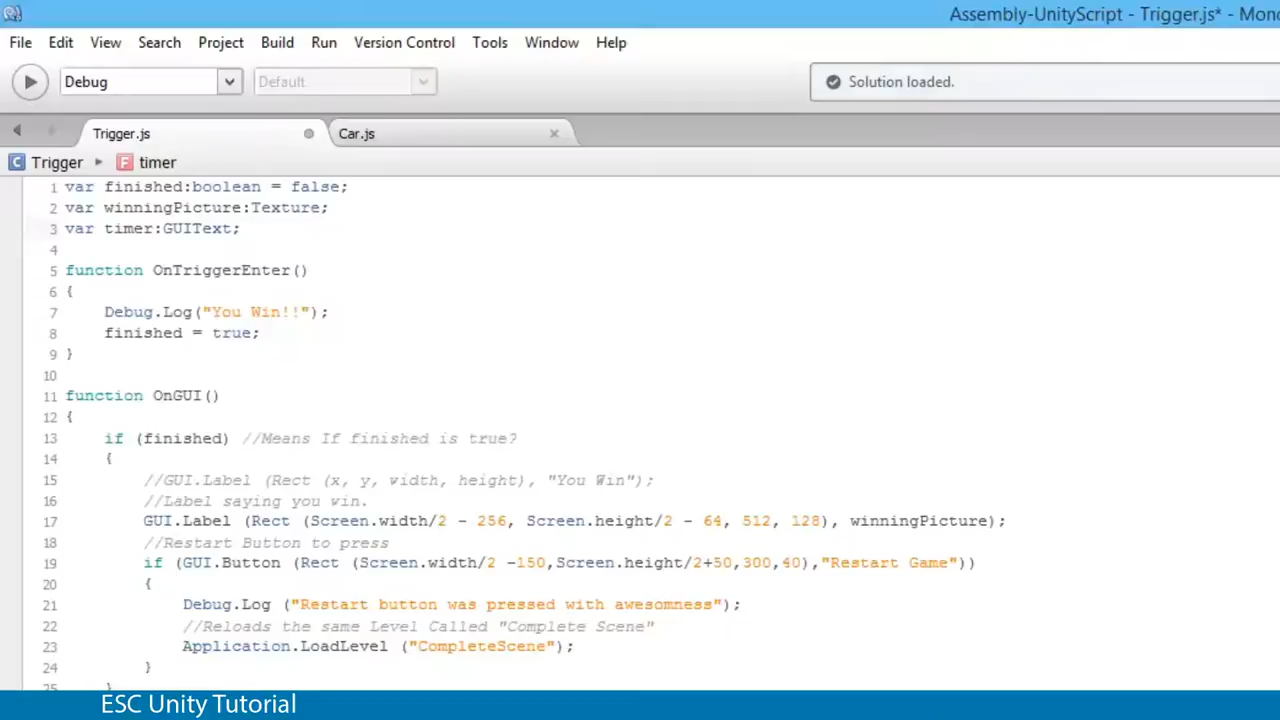 Assembly-UnityScript - Trigger.js* - Mono
File Edit View Search Project Build Run Version Control Tools Window Help
Debug Default Solution loaded.
Trigger.js Car.js
Trigger timer
1 var finished:boolean = false;
2 var winningPicture:Texture;
3 var timer:GUIText;
4
5 function OnTriggerEnter()
6 {
7 Debug.Log("You Win!!");
8 finished = true;
9 }
10
11 function OnGUI()
12 {
13 if (finished) //Means If finished is true?
14 {
15 //GUI.Label (Rect (x, y, width, height), "You Win");
16 //Label saying you win.
17 GUI.Label (Rect (Screen.width/2 - 256, Screen.height/2 - 64, 512, 128), winningPicture);
18 //Restart Button to press
19 if (GUI.Button (Rect (Screen.width/2 -150,Screen.height/2+50,300,40),"Restart Game"))
20 {
21 Debug.Log ("Restart button was pressed with awesomness");
22 //Reloads the same Level Called "Complete Scene"
23 Application.LoadLevel ("CompleteScene");
24 }
25 }
ESC Unity Tutorial